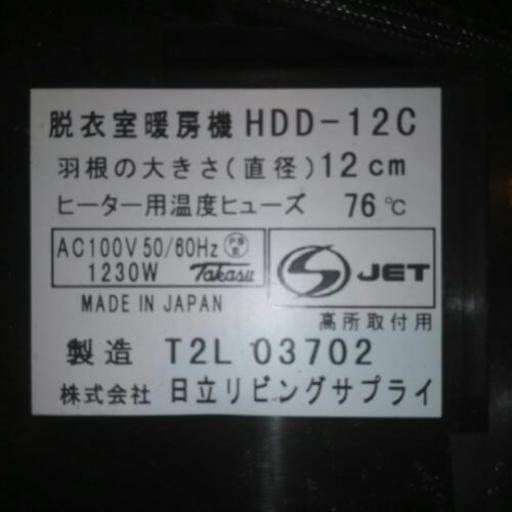 脱衣室暖房機 HDD-12C
羽根の大きさ(直径)12cm
ヒーター用温度ヒューズ 76℃
AC100V 50/60Hz
1230W Takasu
JET
MADE IN JAPAN
高所取付用
製造 T2L 03702
株式会社 日立リビングサプライ